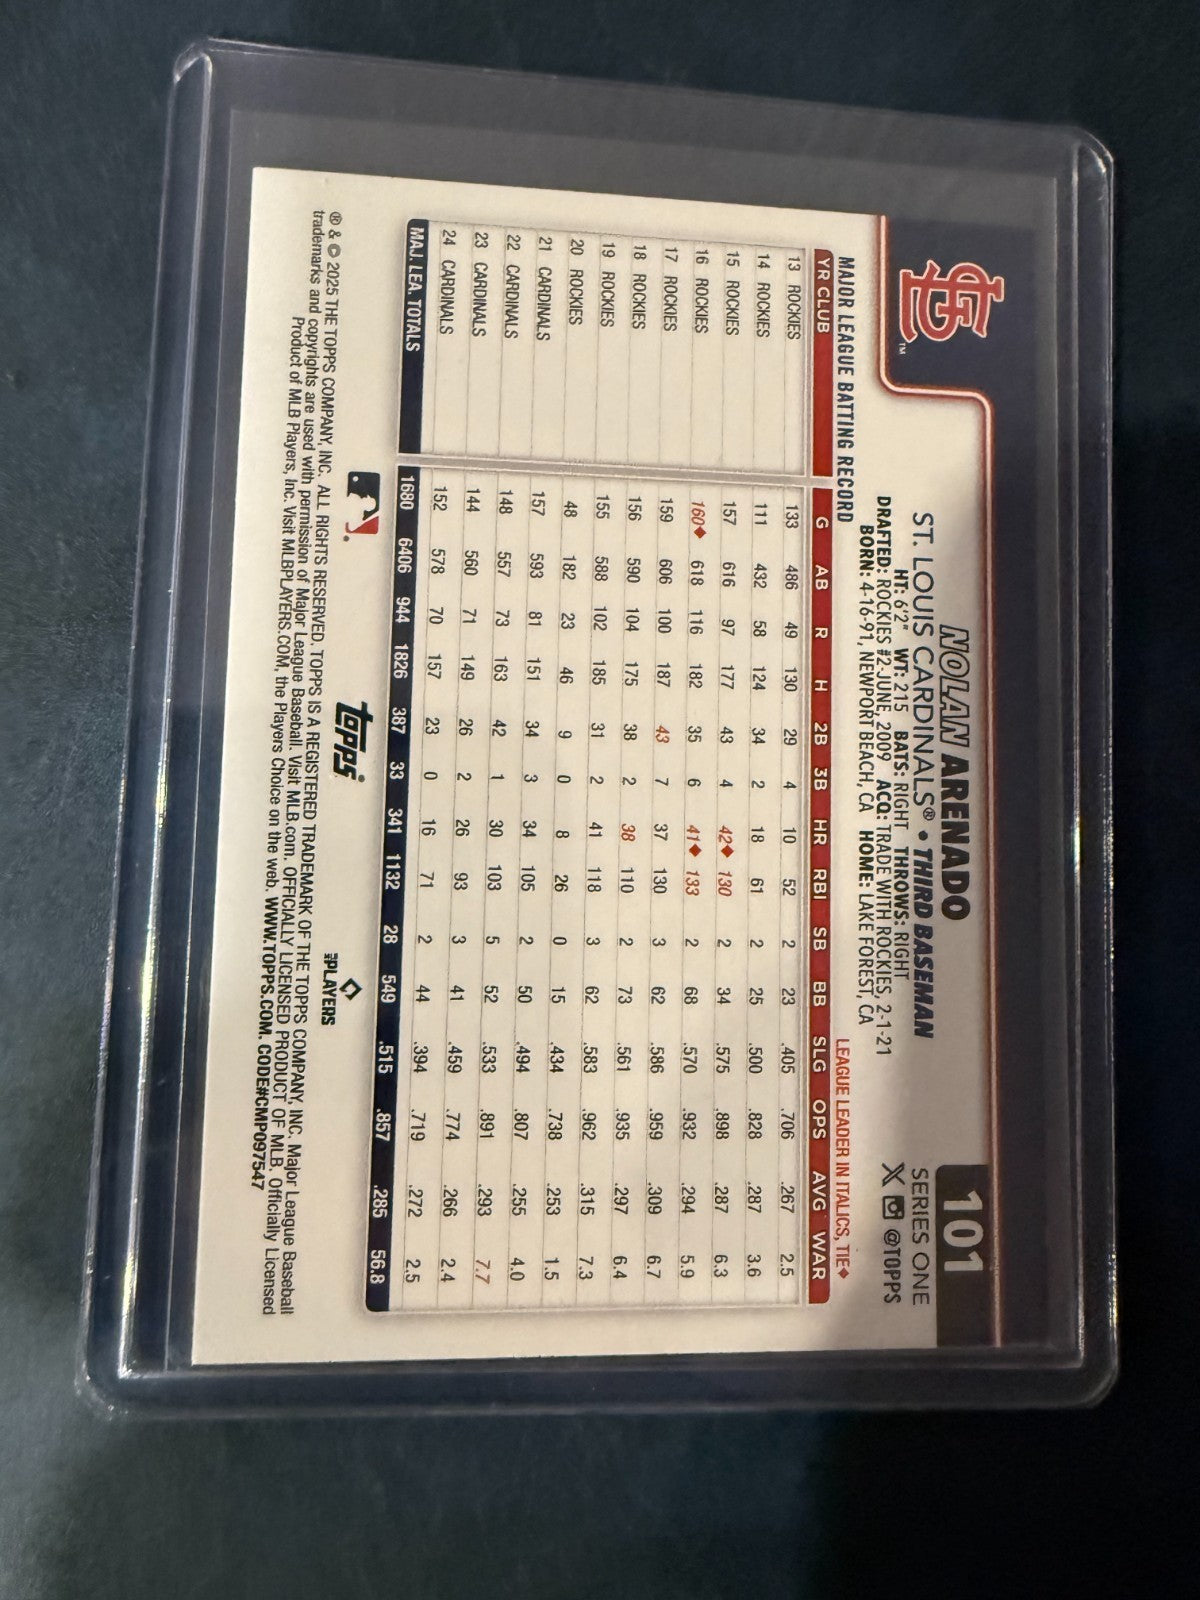 STL™
101
NOLAN ARENADO
SERIES ONE
ST. LOUIS CARDINALS® • THIRD BASEMAN
X @TOPPS
HT: 6'2" WT: 215 BATS: RIGHT THROWS: RIGHT
DRAFTED: ROCKIES #2-JUNE, 2009 ACQ: TRADE WITH ROCKIES, 2-1-21
BORN: 4-16-91, NEWPORT BEACH, CA HOME: LAKE FOREST, CA
MAJOR LEAGUE BATTING RECORD LEAGUE LEADER IN ITALICS, TIE♦
YR CLUB G AB R H 2B 3B HR RBI SB BB SLG OPS AVG WAR
13 ROCKIES 133 486 49 130 29 4 10 52 2 23 .405 .706 .267 2.5
14 ROCKIES 111 432 58 124 34 2 18 61 2 25 .500 .828 .287 3.6
15 ROCKIES 157 616 97 177 43 4 42♦ 130 2 34 .575 .898 .287 6.3
16 ROCKIES 160♦ 618 116 182 35 6 41♦ 133 2 68 .570 .932 .294 5.9
17 ROCKIES 159 606 100 187 43 7 37 130 3 62 .586 .959 .309 6.7
18 ROCKIES 156 590 104 175 38 2 38 110 2 73 .561 .935 .297 6.4
19 ROCKIES 155 588 102 185 31 2 41 118 3 62 .583 .962 .315 7.3
20 ROCKIES 48 182 23 46 9 0 8 26 0 15 .434 .738 .253 1.5
21 CARDINALS 157 593 81 151 34 3 34 105 2 50 .494 .807 .255 4.0
22 CARDINALS 148 557 73 163 42 1 30 103 5 52 .533 .891 .293 7.7
23 CARDINALS 144 560 71 149 26 2 26 93 3 41 .459 .774 .266 2.4
24 CARDINALS 152 578 70 157 23 0 16 71 2 44 .394 .719 .272 2.5
MAJ. LEA. TOTALS 1680 6406 944 1826 387 33 341 1132 28 549 .515 .857 .285 56.8
topps
MLB PLAYERS
® & © 2025 THE TOPPS COMPANY, INC. ALL RIGHTS RESERVED. TOPPS IS A REGISTERED TRADEMARK OF THE TOPPS COMPANY, INC. Major League Baseball
trademarks and copyrights are used with permission of Major League Baseball. Visit MLB.com. OFFICIALLY LICENSED PRODUCT OF MLB. Officially Licensed
Product of MLB Players, Inc. Visit MLBPLAYERS.COM, the Players Choice on the web. WWW.TOPPS.COM. CODE#CMP097547